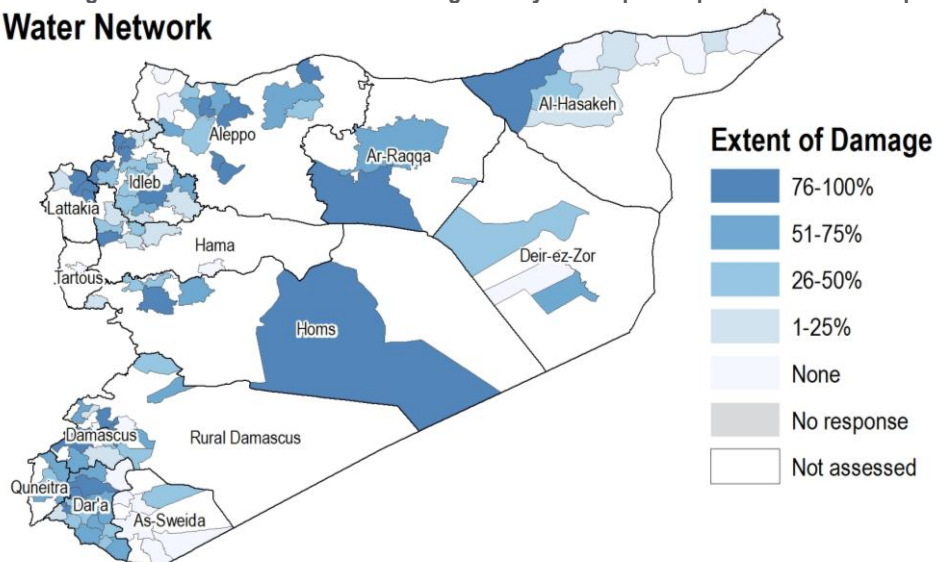 Water Network
Aleppo
Al-Hasakeh
Ar-Raqqa
Idleb
Lattakia
Hama
Deir-ez-Zor
Tartous
Homs
Damascus
Rural Damascus
Quneitra
Dar'a
As-Sweida
Extent of Damage
76-100%
51-75%
26-50%
1-25%
None
No response
Not assessed